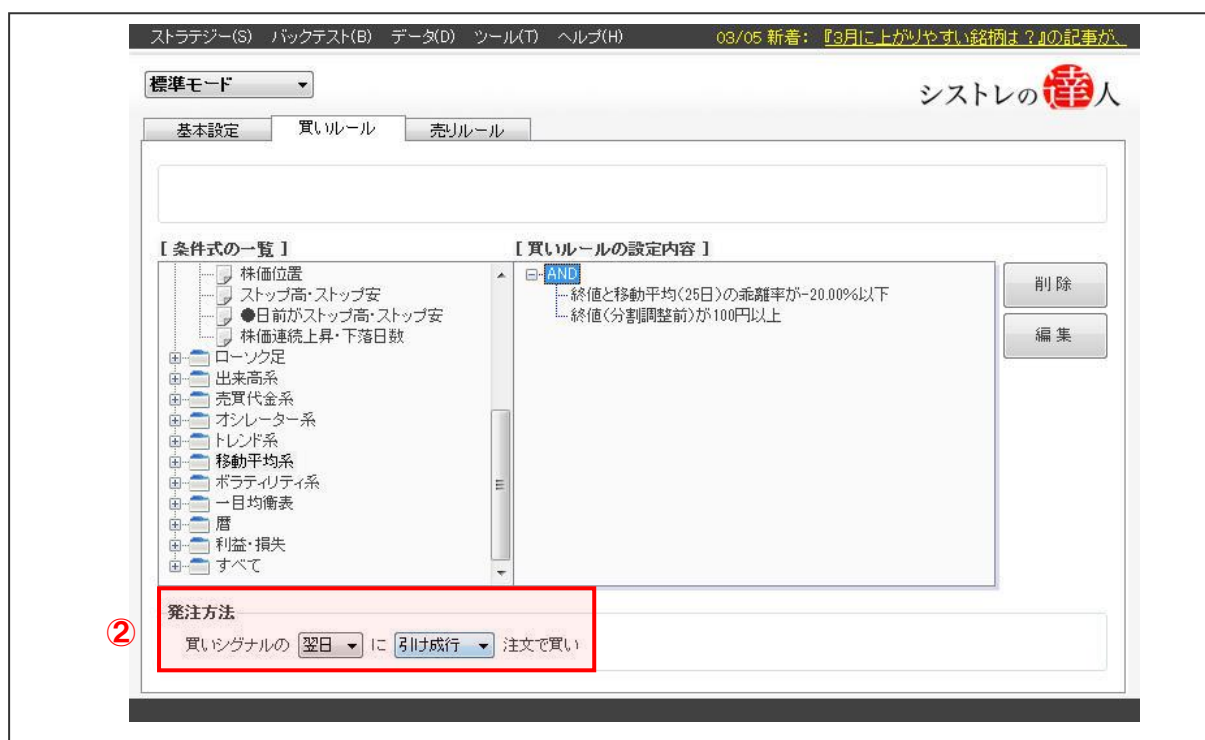 ストラテジー(S) バックテスト(B) データ(D) ツール(T) ヘルプ(H) 03/05 新着： 『3月に上がりやすい銘柄は？』の記事が、
標準モード
シストレの達人
基本設定 買いルール 売りルール
[ 条件式の一覧 ] [ 買いルールの設定内容 ]
株価位置
ストップ高・ストップ安
●日前がストップ高・ストップ安
株価連続上昇・下落日数
ローソク足
出来高系
売買代金系
オシレーター系
トレンド系
移動平均系
ボラティリティ系
一目均衡表
暦
利益・損失
すべて
AND
終値と移動平均(25日)の乖離率が-20.00%以下
終値(分割調整前)が100円以上
削除
編集
②
発注方法
買いシグナルの 翌日 に 引け成行 注文で買い